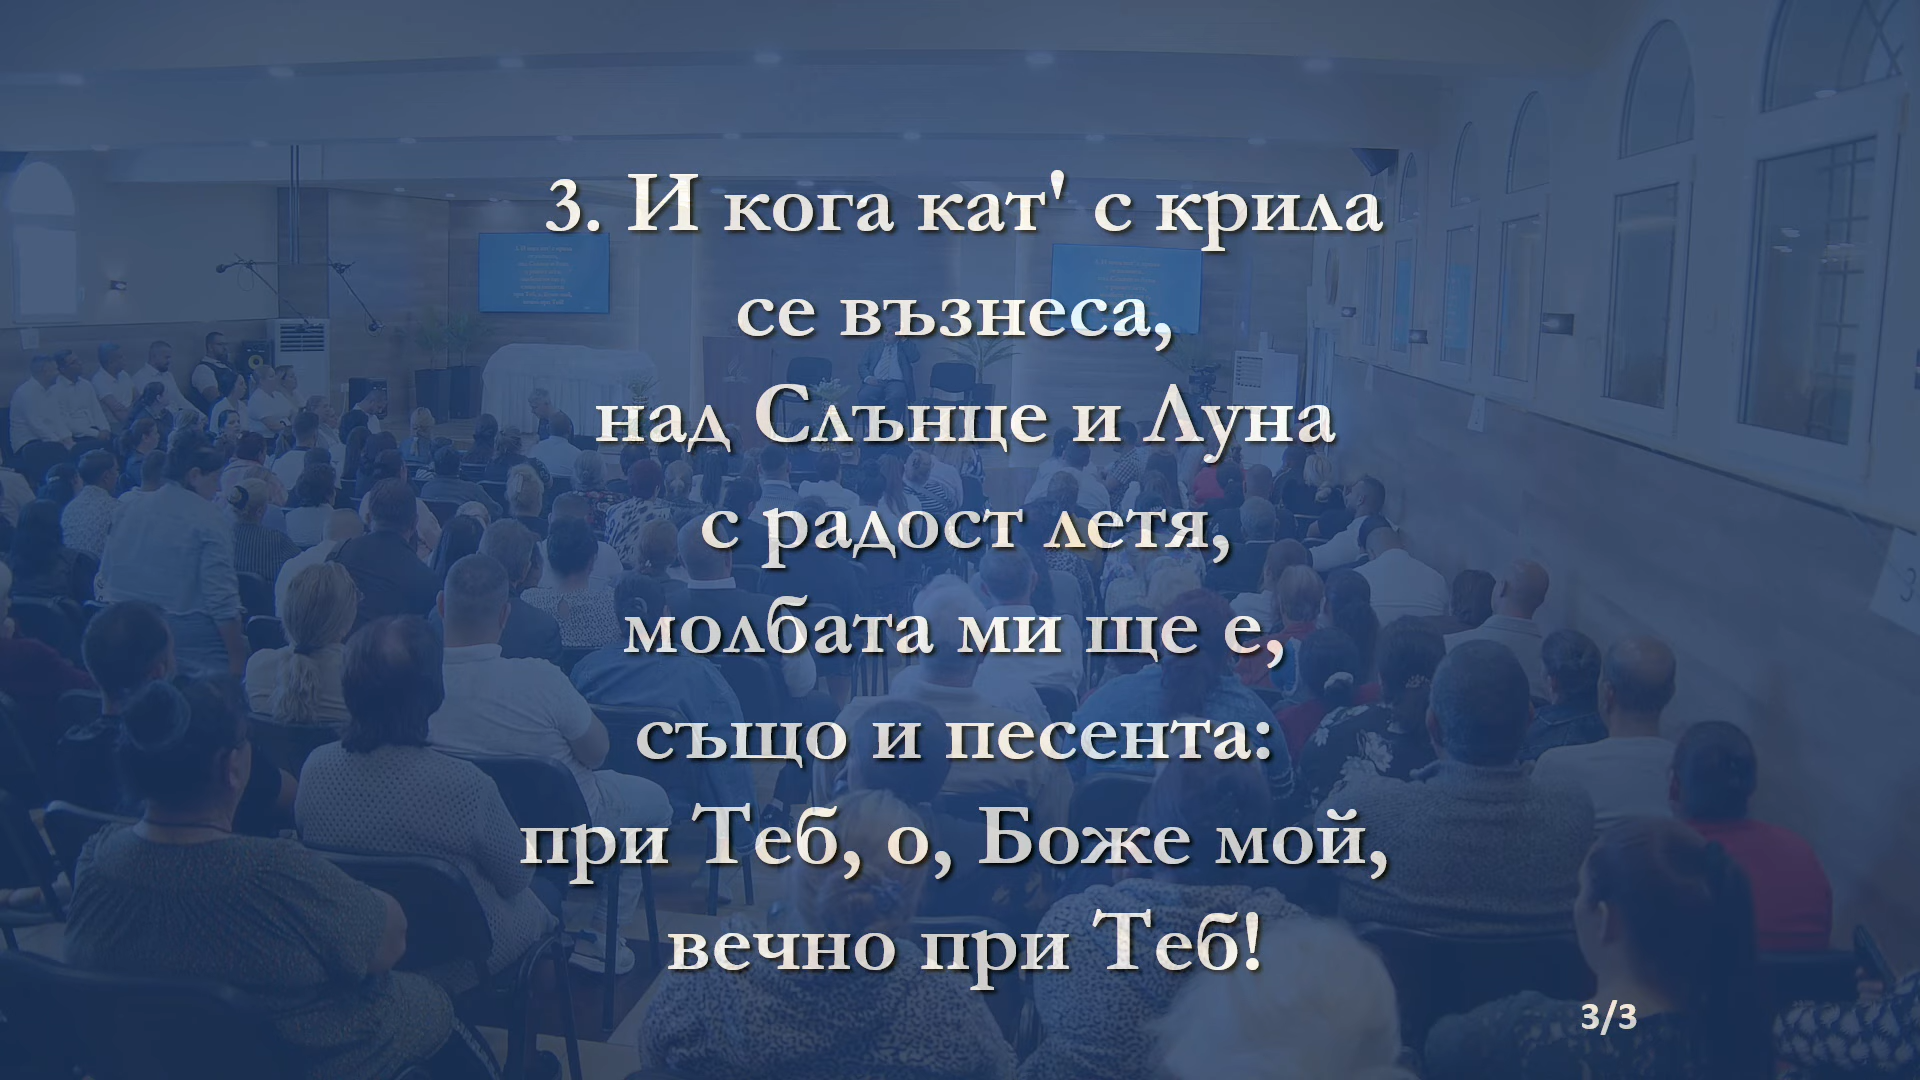 3. И кога кат' с крила
се възнеса,
над Слънце и Луна
с радост летя,
молбата ми ще е,
също и песента:
при Теб, о, Боже мой,
вечно при Теб!
3/3